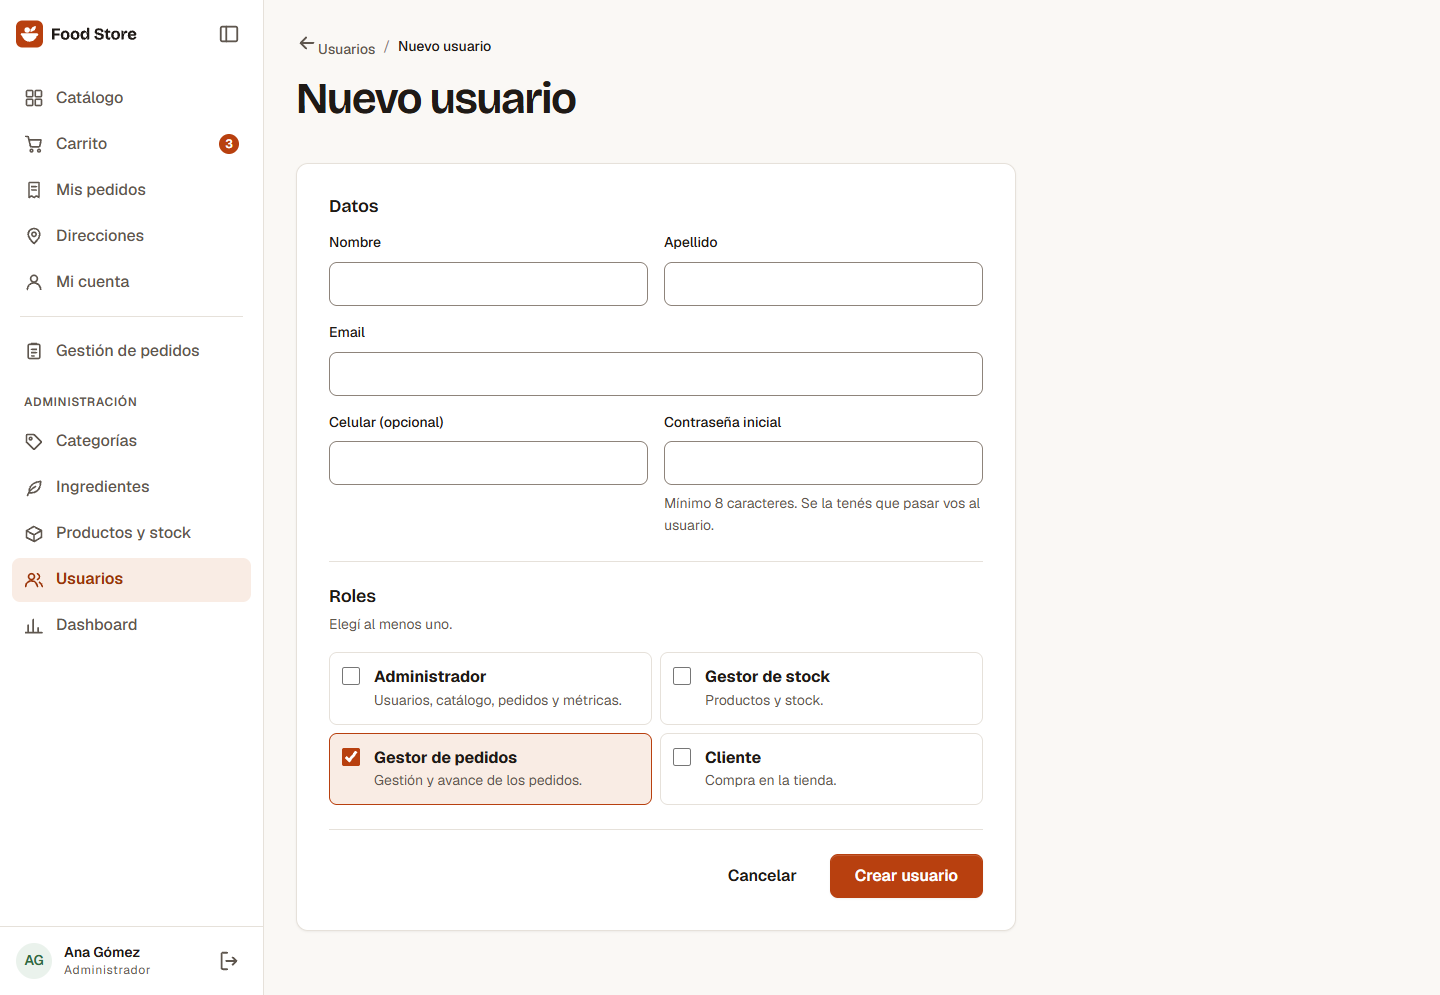 Food Store
Catálogo
Carrito
3
Mis pedidos
Direcciones
Mi cuenta
Gestión de pedidos
ADMINISTRACIÓN
Categorías
Ingredientes
Productos y stock
Usuarios
Dashboard
AG
Ana Gómez
Administrador
Usuarios / Nuevo usuario
Nuevo usuario
Datos
Nombre
Apellido
Email
Celular (opcional)
Contraseña inicial
Mínimo 8 caracteres. Se la tenés que pasar vos al
usuario.
Roles
Elegí al menos uno.
Administrador
Usuarios, catálogo, pedidos y métricas.
Gestor de stock
Productos y stock.
Gestor de pedidos
Gestión y avance de los pedidos.
Cliente
Compra en la tienda.
Cancelar
Crear usuario